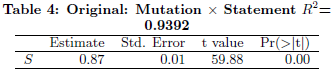 Table 4: Original: Mutation × Statement R²=
0.9392
Estimate Std. Error t value Pr(>|t|)
S 0.87 0.01 59.88 0.00